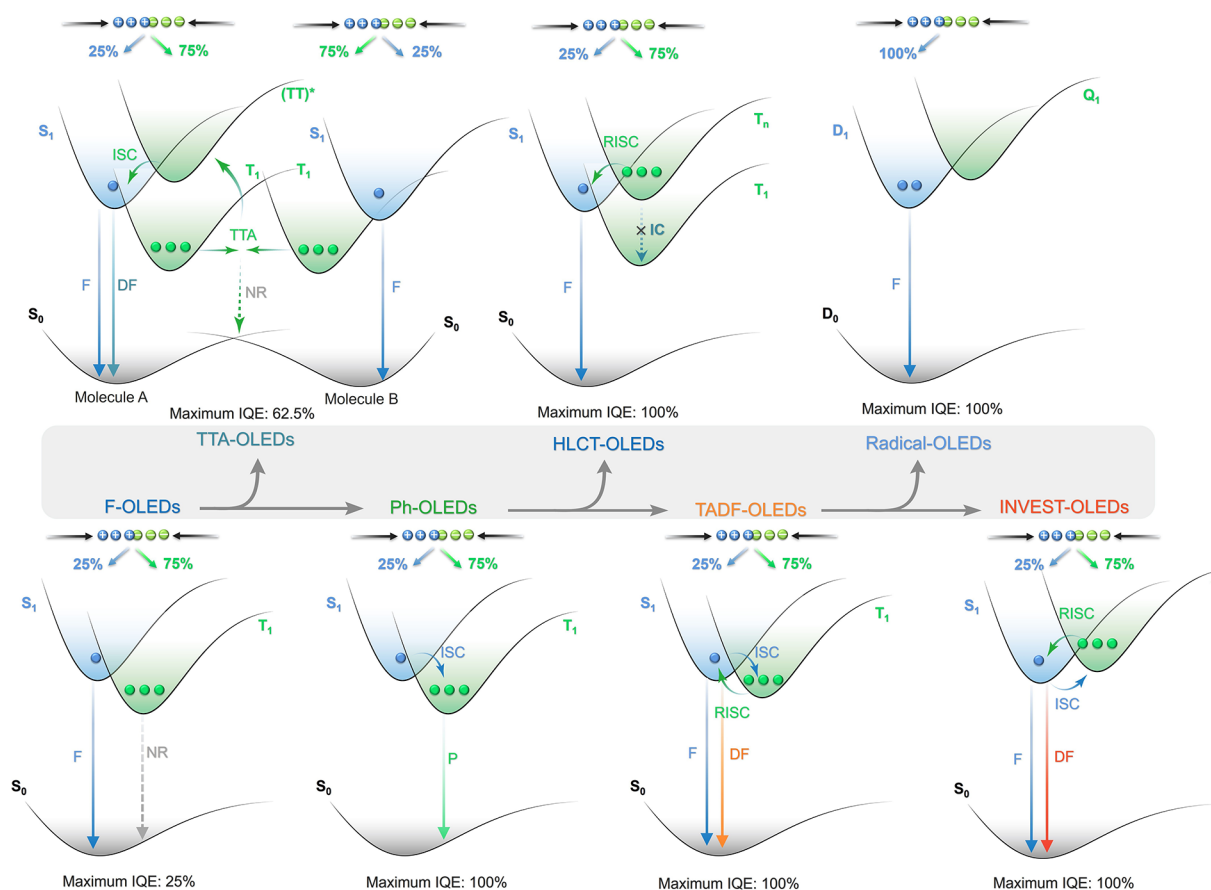 25% 75% 75% 25% 25% 75% 100%
(TT)* Q₁
S₁ S₁ Tₙ D₁
ISC RISC
T₁ T₁ S₁ T₁
TTA × IC
F DF NR F F F
S₀ S₀ S₀ D₀
Molecule A Molecule B
Maximum IQE: 62.5% Maximum IQE: 100% Maximum IQE: 100%
TTA-OLEDs HLCT-OLEDs Radical-OLEDs
F-OLEDs Ph-OLEDs TADF-OLEDs INVEST-OLEDs
25% 75% 25% 75% 25% 75% 25% 75%
S₁ S₁ S₁ T₁ S₁ RISC
T₁ T₁
ISC ISC
RISC ISC
F NR P F DF F DF
S₀ S₀ S₀ S₀
Maximum IQE: 25% Maximum IQE: 100% Maximum IQE: 100% Maximum IQE: 100%